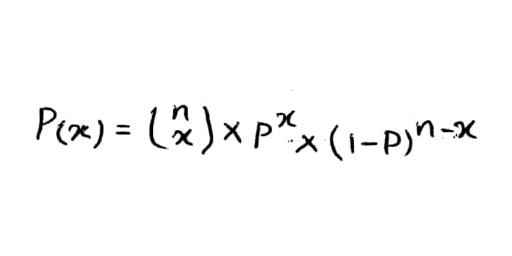 P(x) = (n x) × P^x × (1-P)^n-x